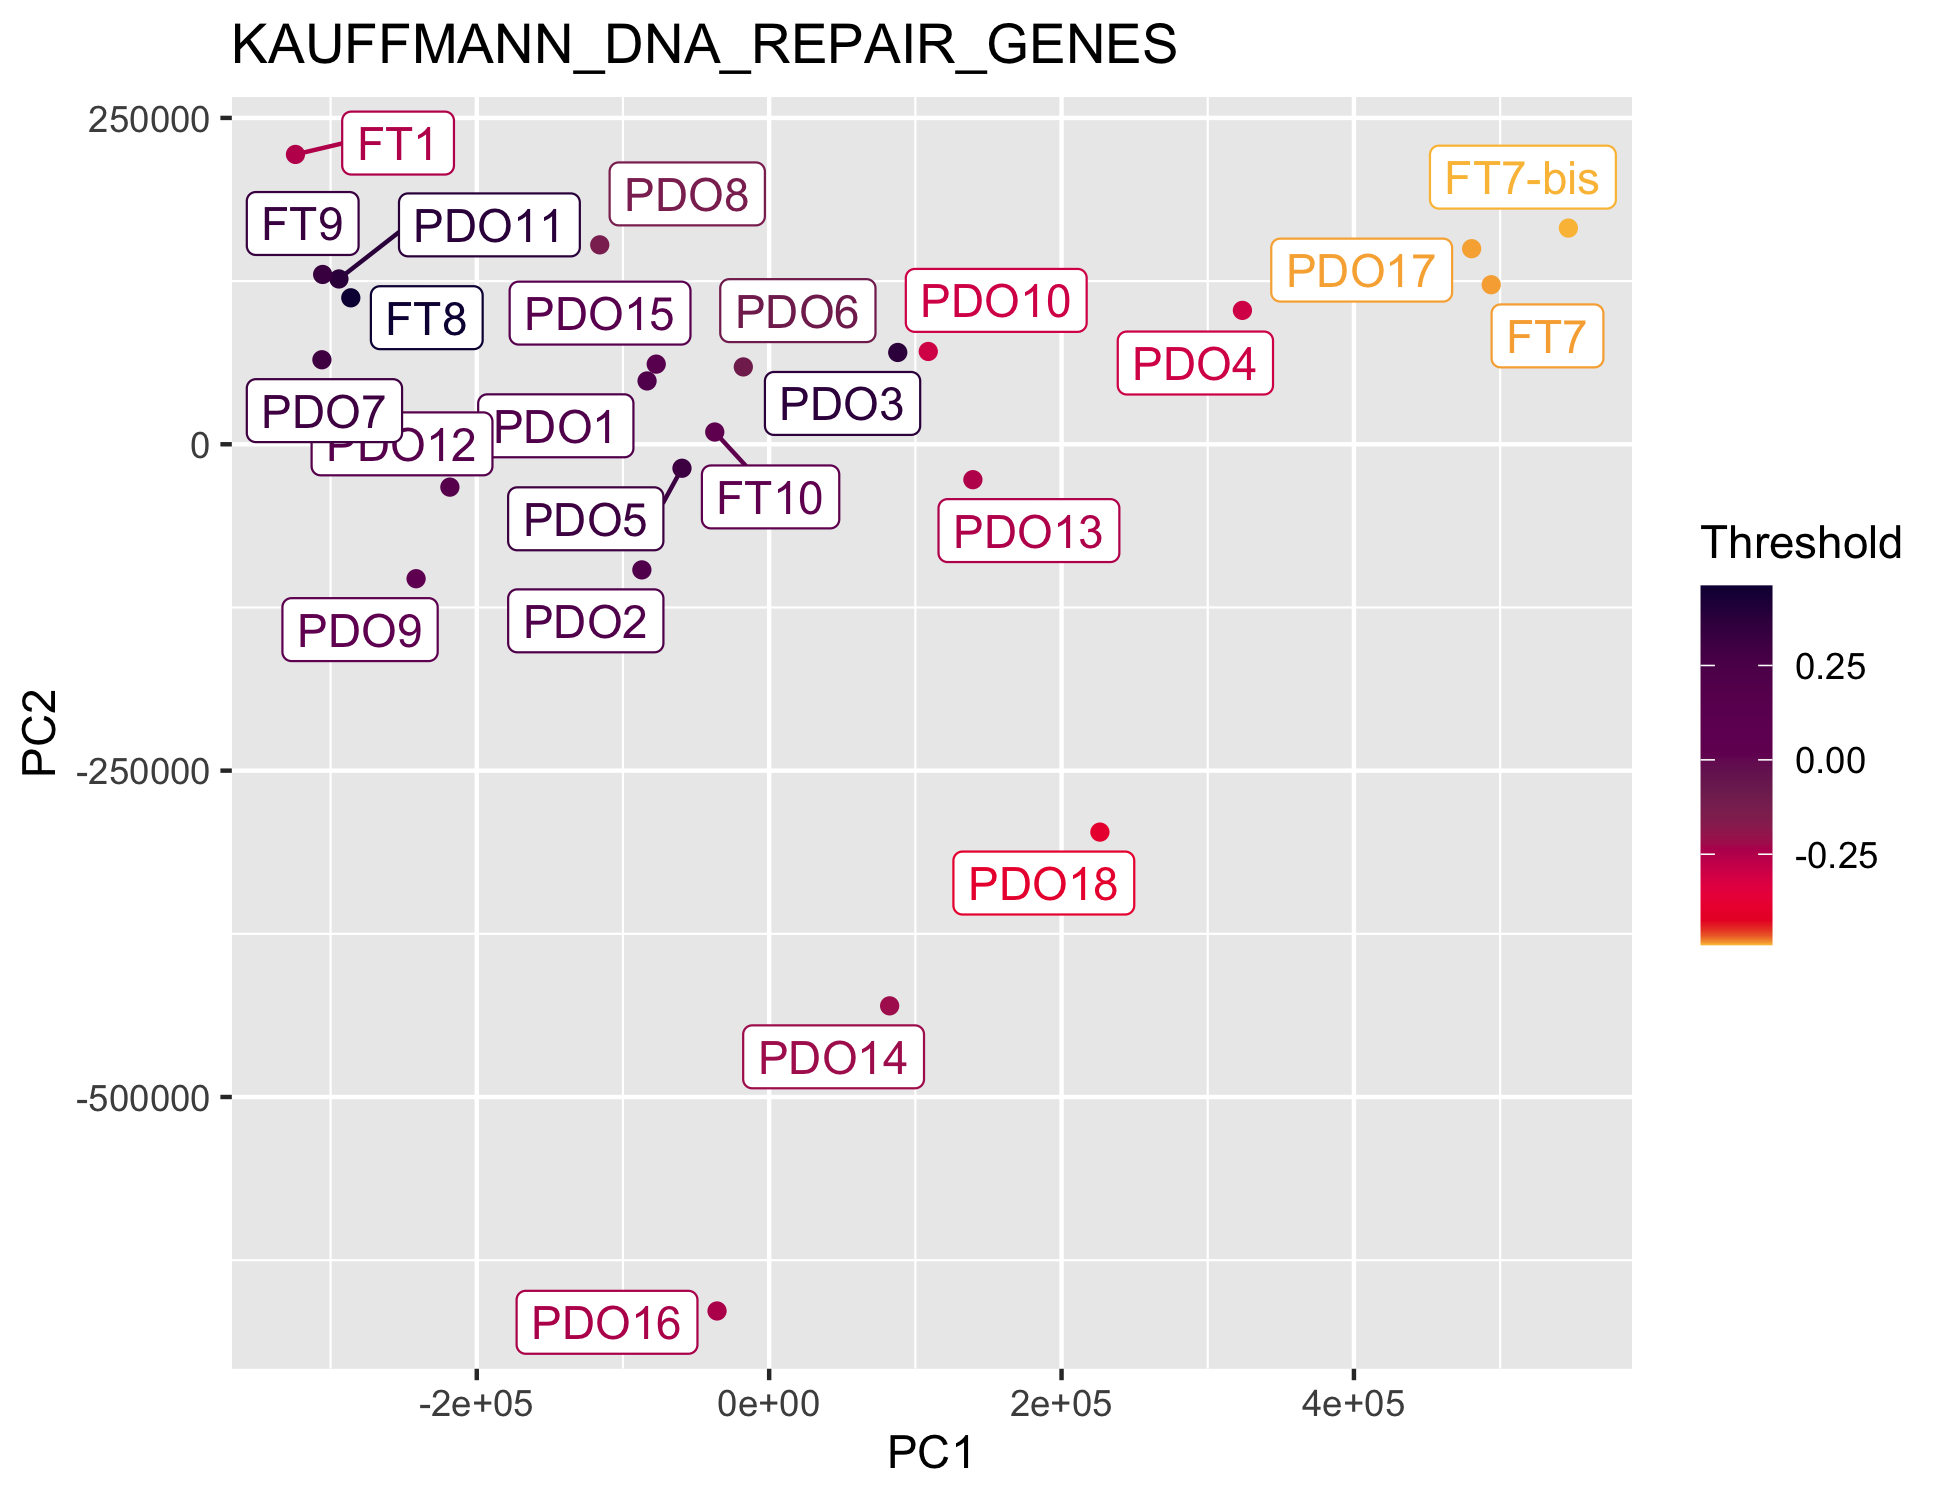 KAUFFMANN_DNA_REPAIR_GENES
250000
0
-250000
-500000
PC2
FT1
PDO8
FT7-bis
FT9
PDO11
PDO17
PDO15
PDO6
PDO10
FT8
FT7
PDO4
PDO7
PDO3
PDO1
PDO12
PDO5
FT10
PDO13
PDO9
PDO2
PDO18
PDO14
PDO16
-2e+05
0e+00
2e+05
4e+05
PC1
Threshold
0.25
0.00
-0.25